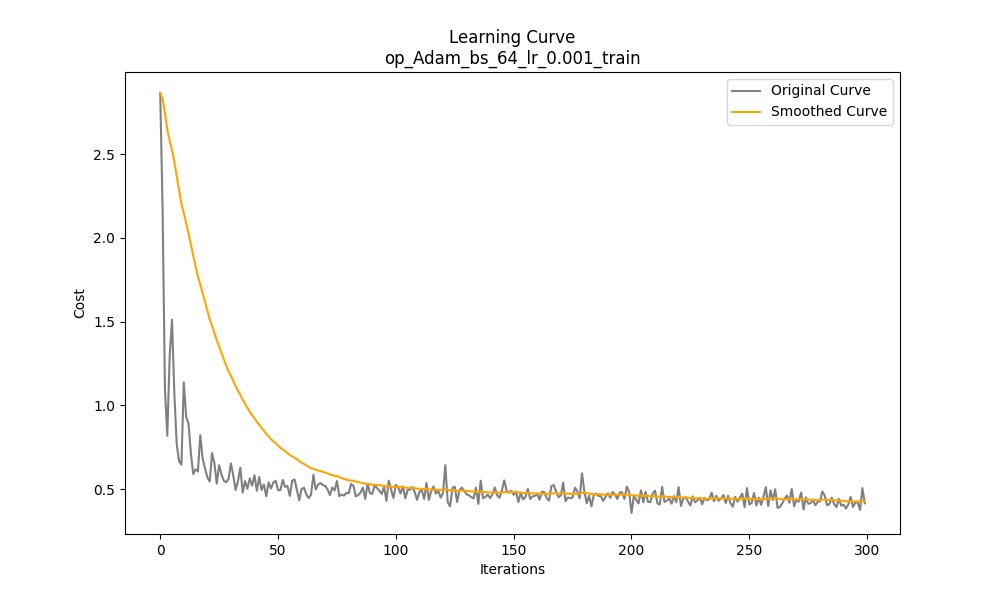 Learning Curve
op_Adam_bs_64_lr_0.001_train
Original Curve
Smoothed Curve
2.5
2.0
1.5
1.0
0.5
Cost
0 50 100 150 200 250 300
Iterations